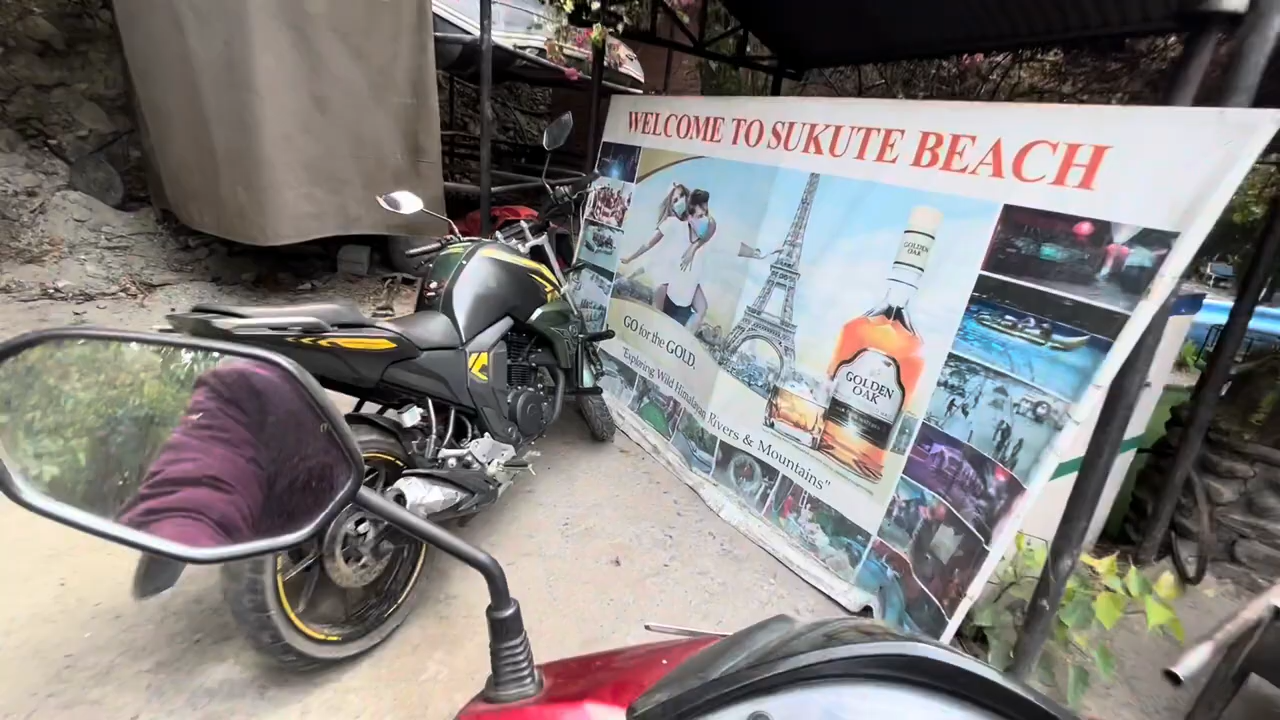 WELCOME TO SUKUTE BEACH
GO for the GOLD,
"Exploring Wild Himalayan Rivers & Mountains"
GOLDEN
OAK
GOLDEN
OAK